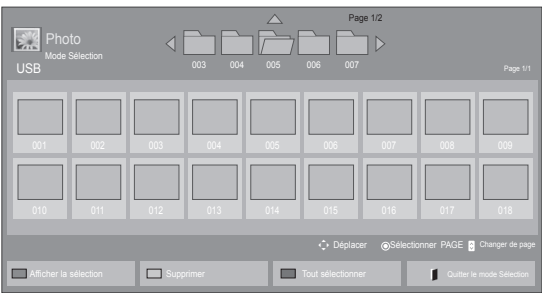 Page 1/2
Photo
Mode Sélection
USB
003 004 005 006 007
Page 1/1
001 002 003 004 005 006 007 008 009
010 011 012 013 014 015 016 017 018
Déplacer Sélectionner PAGE Changer de page
Afficher la sélection Supprimer Tout sélectionner Quitter le mode Sélection